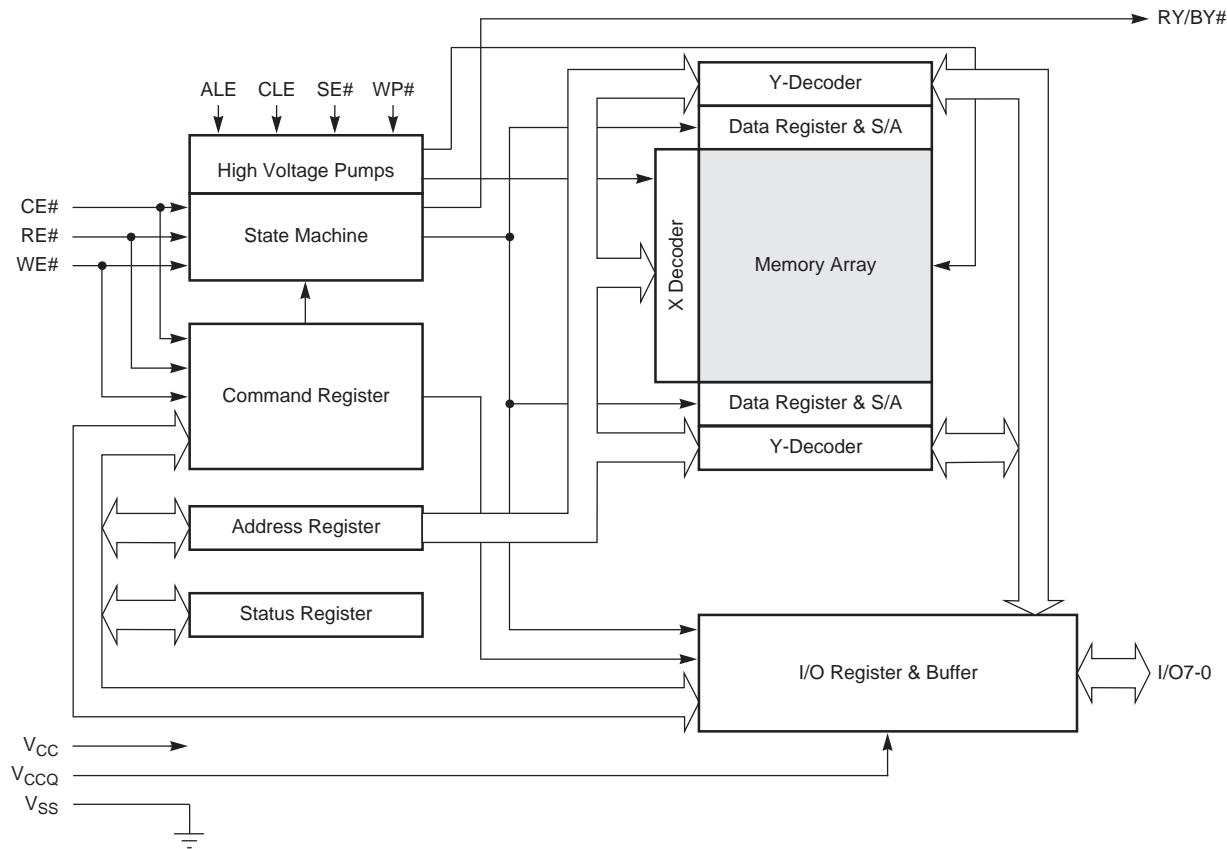 RY/BY#
ALE CLE SE# WP#
Y-Decoder
Data Register & S/A
High Voltage Pumps
CE#
RE#
WE#
State Machine
X Decoder
Memory Array
Command Register
Data Register & S/A
Y-Decoder
Address Register
Status Register
I/O Register & Buffer
I/O7-0
VCC
VCCQ
VSS